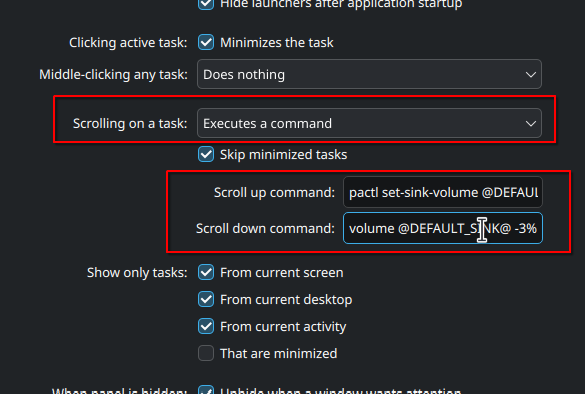 Hide launchers after application startup
Clicking active task: Minimizes the task
Middle-clicking any task: Does nothing
Scrolling on a task: Executes a command
Skip minimized tasks
Scroll up command: pactl set-sink-volume @DEFAUL
Scroll down command: volume @DEFAULT_SINK@ -3%
Show only tasks: From current screen
From current desktop
From current activity
That are minimized
When panel is hidden: Unhide when a window wants attention